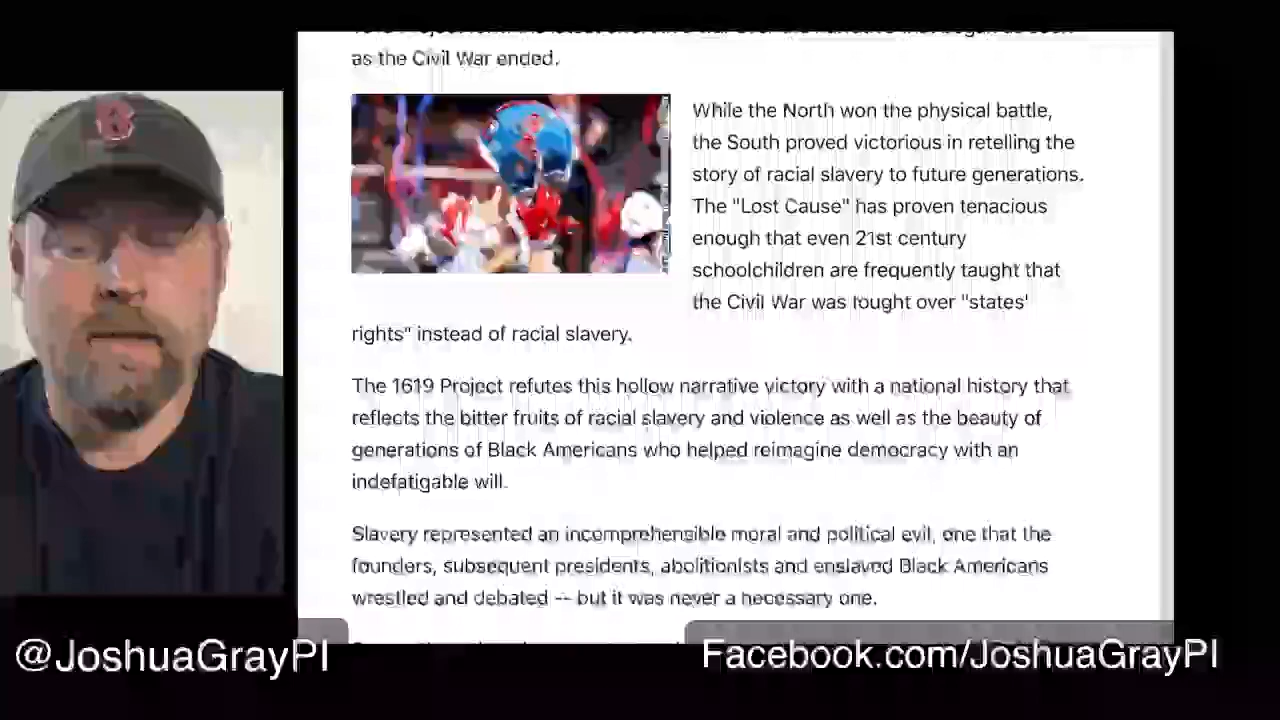 as the Civil War ended.
While the North won the physical battle,
the South proved victorious in retelling the
story of racial slavery to future generations.
The "Lost Cause" has proven tenacious
enough that even 21st century
schoolchildren are frequently taught that
the Civil War was fought over "states'
rights" instead of racial slavery.
The 1619 Project refutes this hollow narrative victory with a national history that
reflects the bitter fruits of racial slavery and violence as well as the beauty of
generations of Black Americans who helped reimagine democracy with an
indefatigable will.
Slavery represented an incomprehensible moral and political evil, one that the
founders, subsequent presidents, abolitionists and enslaved Black Americans
wrestled and debated -- but it was never a necessary one.
@JoshuaGrayPI
Facebook.com/JoshuaGrayPI
B